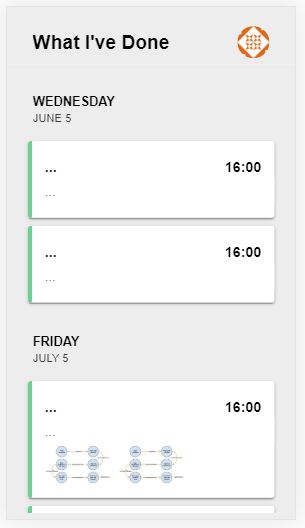 What I've Done
WEDNESDAY
JUNE 5
... 16:00
...
... 16:00
...
FRIDAY
JULY 5
... 16:00
...